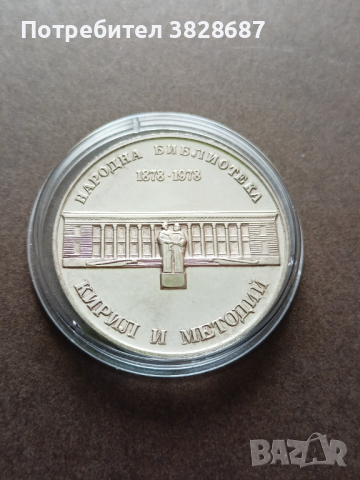 Потребител 3828687
НАРОДНА БИБЛИОТЕКА
1878-1978
КИРИЛ И МЕТОДИЙ
BAZAR